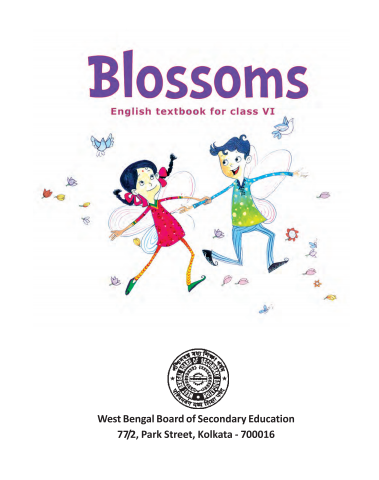 Blossoms
English textbook for class VI
West Bengal Board of Secondary Education
77/2, Park Street, Kolkata - 700016